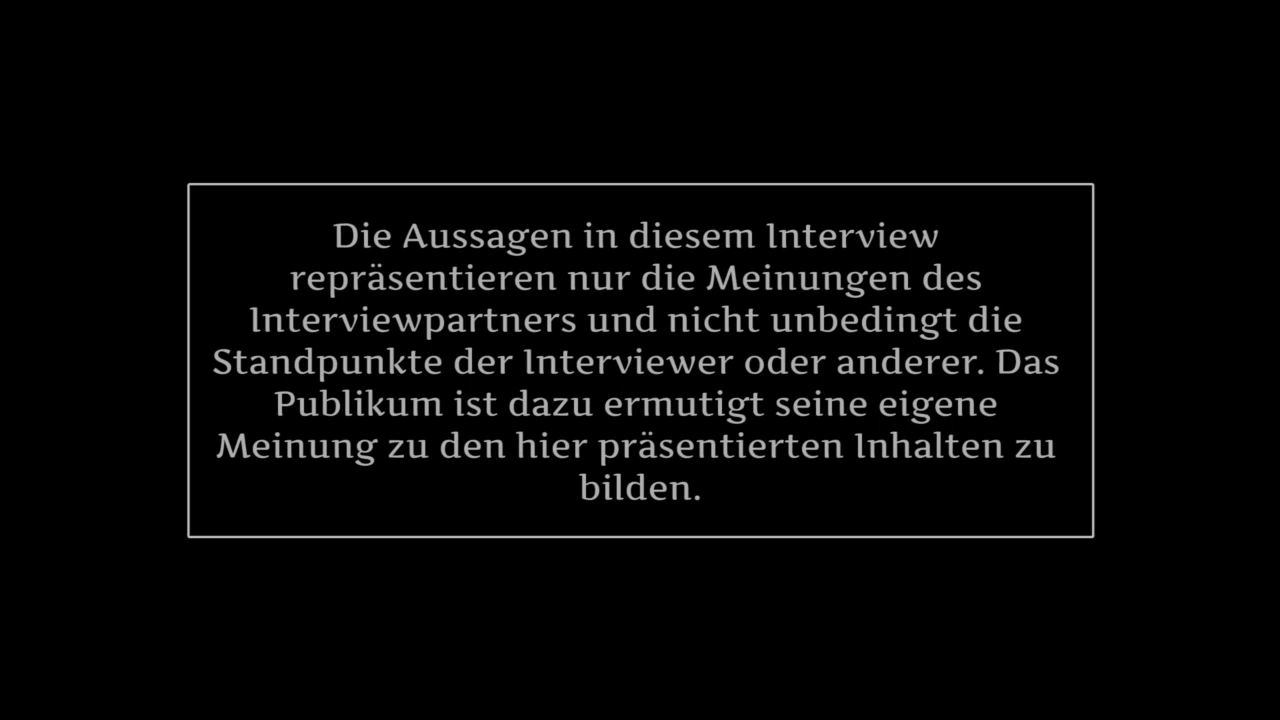 Die Aussagen in diesem Interview
repräsentieren nur die Meinungen des
Interviewpartners und nicht unbedingt die
Standpunkte der Interviewer oder anderer. Das
Publikum ist dazu ermutigt seine eigene
Meinung zu den hier präsentierten Inhalten zu
bilden.